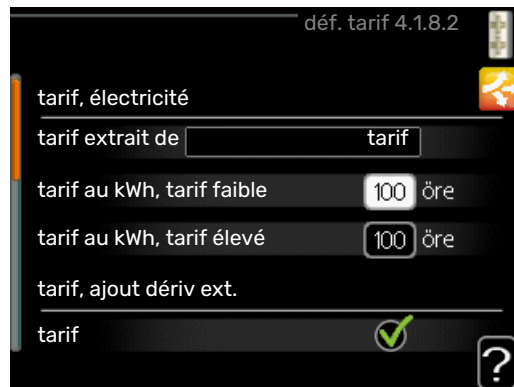 déf. tarif 4.1.8.2
tarif, électricité
tarif extrait de tarif
tarif au kWh, tarif faible 100 öre
tarif au kWh, tarif élevé 100 öre
tarif, ajout dériv ext.
tarif
?